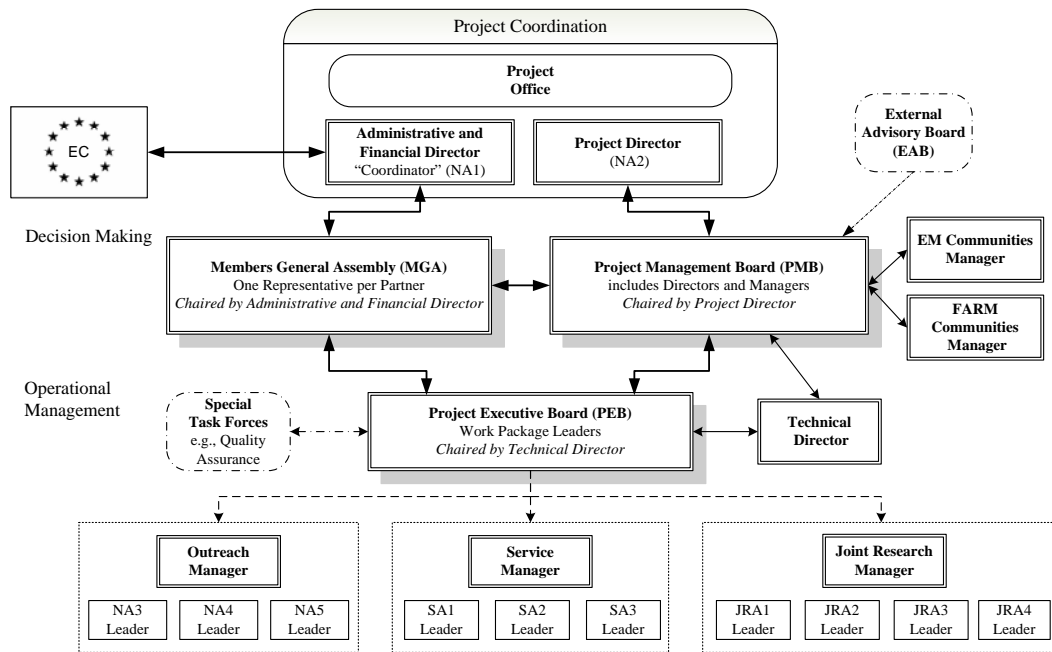 Project Coordination
Project
Office
EC
Administrative and
Financial Director
“Coordinator” (NA1)
Project Director
(NA2)
External
Advisory Board
(EAB)
Decision Making
Members General Assembly (MGA)
One Representative per Partner
Chaired by Administrative and Financial Director
Project Management Board (PMB)
includes Directors and Managers
Chaired by Project Director
EM Communities
Manager
FARM
Communities
Manager
Operational
Management
Special
Task Forces
e.g., Quality
Assurance
Project Executive Board (PEB)
Work Package Leaders
Chaired by Technical Director
Technical
Director
Outreach
Manager
NA3
Leader
NA4
Leader
NA5
Leader
Service
Manager
SA1
Leader
SA2
Leader
SA3
Leader
Joint Research
Manager
JRA1
Leader
JRA2
Leader
JRA3
Leader
JRA4
Leader